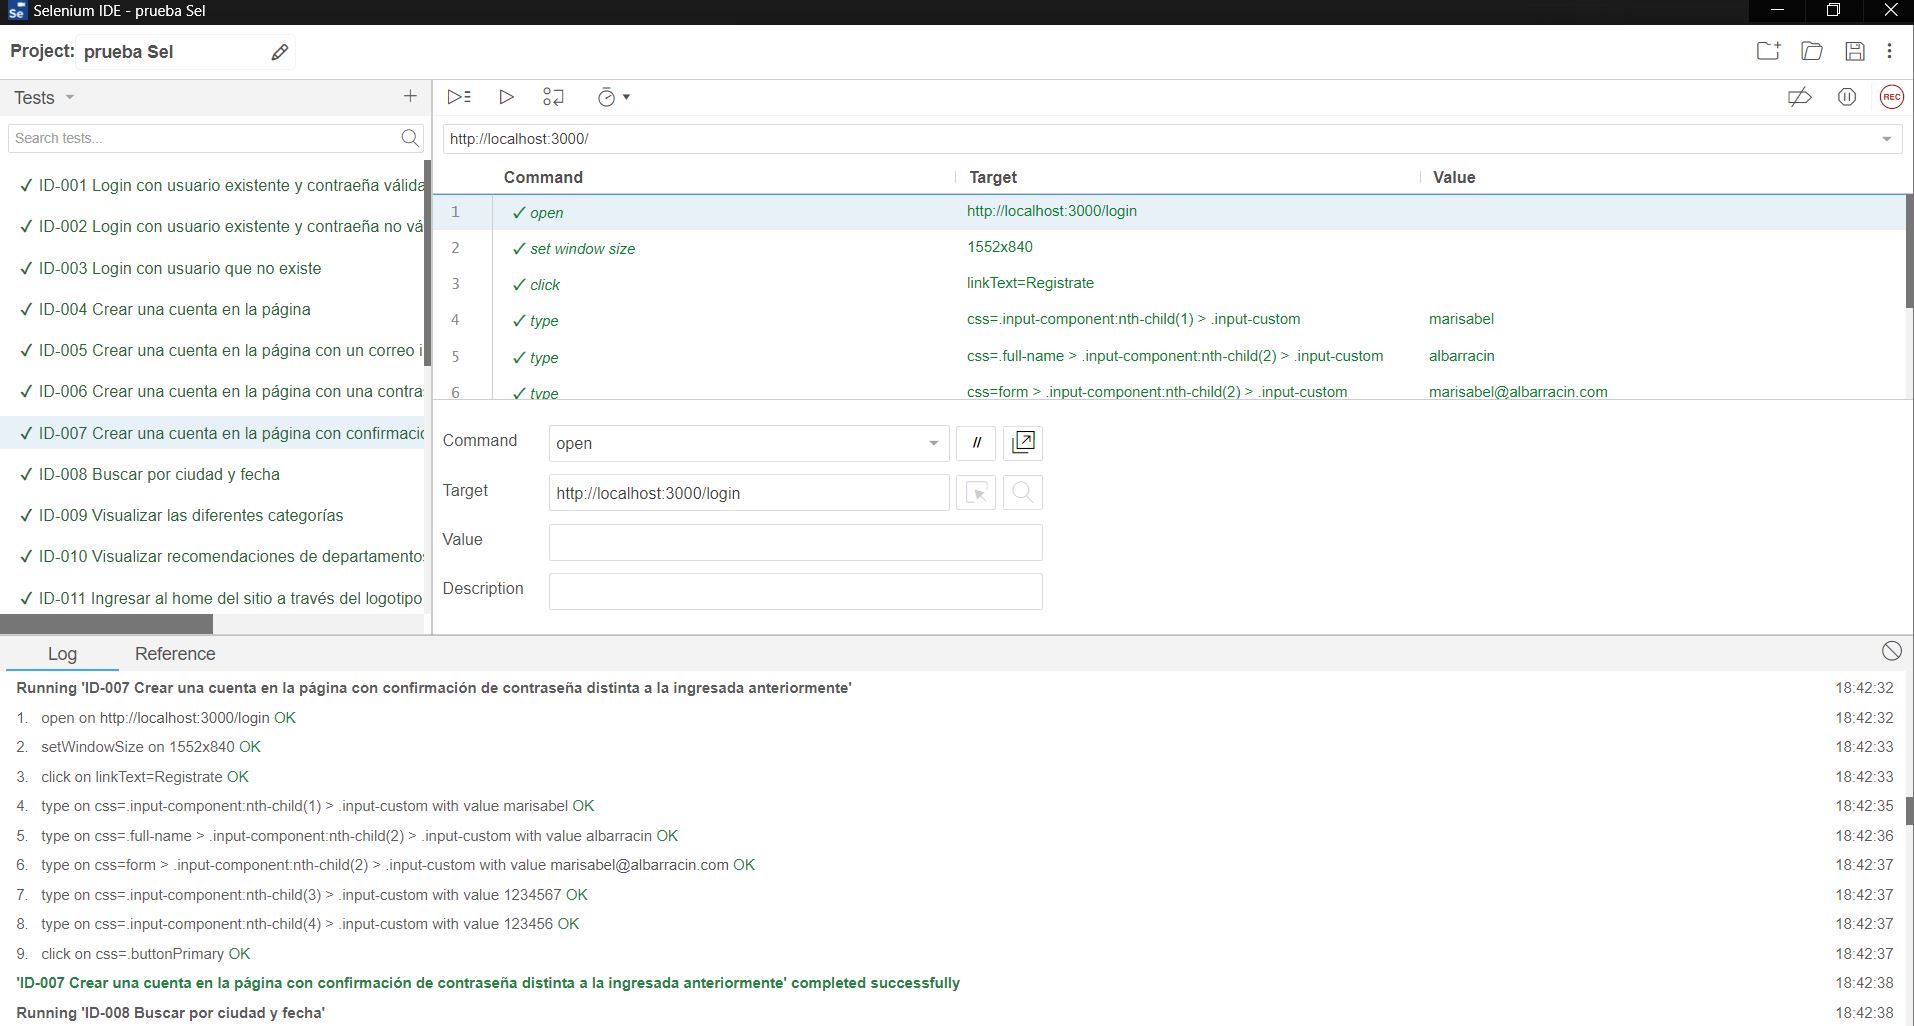 Selenium IDE - prueba Sel
Project: prueba Sel
Tests
Search tests...
✓ ID-001 Login con usuario existente y contraeña válida
✓ ID-002 Login con usuario existente y contraeña no vá
✓ ID-003 Login con usuario que no existe
✓ ID-004 Crear una cuenta en la página
✓ ID-005 Crear una cuenta en la página con un correo i
✓ ID-006 Crear una cuenta en la página con una contra
✓ ID-007 Crear una cuenta en la página con confirmació
✓ ID-008 Buscar por ciudad y fecha
✓ ID-009 Visualizar las diferentes categorías
✓ ID-010 Visualizar recomendaciones de departamentos
✓ ID-011 Ingresar al home del sitio a través del logotipo
REC
http://localhost:3000/
Command Target Value
1 ✓ open http://localhost:3000/login
2 ✓ set window size 1552x840
3 ✓ click linkText=Registrate
4 ✓ type css=.input-component:nth-child(1) > .input-custom marisabel
5 ✓ type css=.full-name > .input-component:nth-child(2) > .input-custom albarracin
6 ✓ type css=form > .input-component:nth-child(2) > .input-custom marisabel@albarracin.com
Command open //
Target http://localhost:3000/login
Value
Description
Log Reference
Running 'ID-007 Crear una cuenta en la página con confirmación de contraseña distinta a la ingresada anteriormente' 18:42:32
1. open on http://localhost:3000/login OK 18:42:32
2. setWindowSize on 1552x840 OK 18:42:33
3. click on linkText=Registrate OK 18:42:33
4. type on css=.input-component:nth-child(1) > .input-custom with value marisabel OK 18:42:35
5. type on css=.full-name > .input-component:nth-child(2) > .input-custom with value albarracin OK 18:42:36
6. type on css=form > .input-component:nth-child(2) > .input-custom with value marisabel@albarracin.com OK 18:42:37
7. type on css=.input-component:nth-child(3) > .input-custom with value 1234567 OK 18:42:37
8. type on css=.input-component:nth-child(4) > .input-custom with value 123456 OK 18:42:37
9. click on css=.buttonPrimary OK 18:42:37
'ID-007 Crear una cuenta en la página con confirmación de contraseña distinta a la ingresada anteriormente' completed successfully 18:42:38
Running 'ID-008 Buscar por ciudad y fecha' 18:42:38